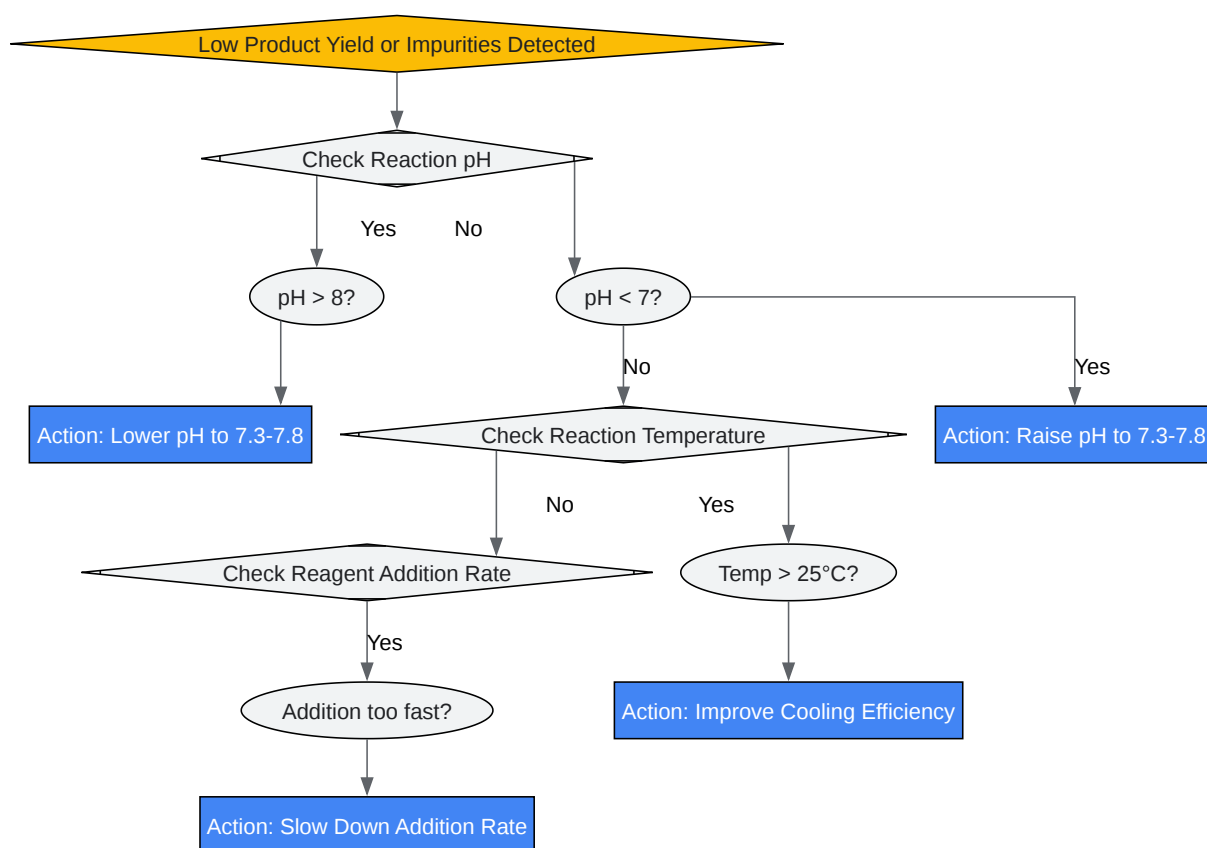 Low Product Yield or Impurities Detected
Check Reaction pH
Yes
No
pH > 8?
pH < 7?
No
Yes
Action: Lower pH to 7.3-7.8
Check Reaction Temperature
Action: Raise pH to 7.3-7.8
No
Yes
Check Reagent Addition Rate
Temp > 25°C?
Yes
Addition too fast?
Action: Improve Cooling Efficiency
Action: Slow Down Addition Rate